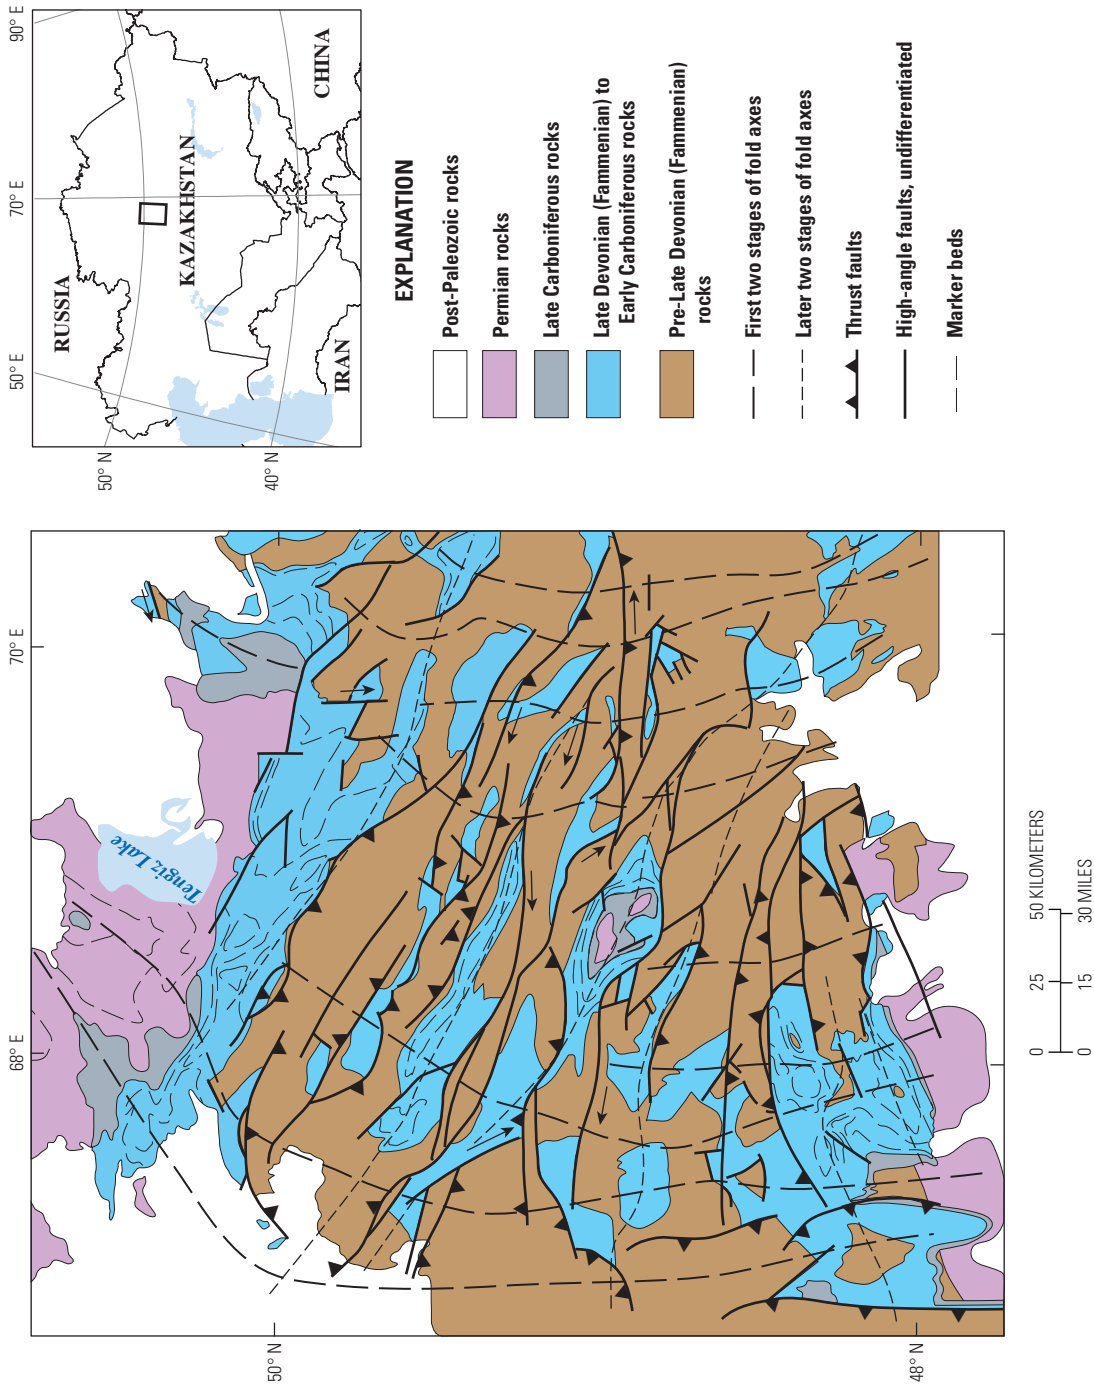 90° E
70° E
50° E
50° N
40° N
RUSSIA
KAZAKHSTAN
CHINA
IRAN
EXPLANATION
Post-Paleozoic rocks
Permian rocks
Late Carboniferous rocks
Late Devonian (Fammenian) to
Early Carboniferous rocks
Pre-Late Devonian (Fammenian)
rocks
First two stages of fold axes
Later two stages of fold axes
Thrust faults
High-angle faults, undifferentiated
Marker beds
70° E
68° E
50° N
48° N
Tengiz Lake
0 25 50 KILOMETERS
0 15 30 MILES